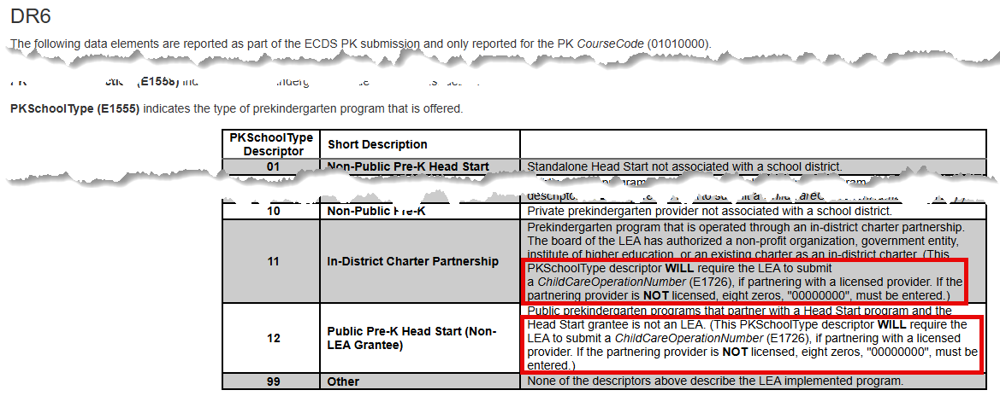 DR6
The following data elements are reported as part of the ECDS PK submission and only reported for the PK CourseCode (01010000).
(E1558)
PKSchoolType (E1555) indicates the type of prekindergarten program that is offered.
PKSchoolType
Descriptor
Short Description
01
Non-Public Pre-K Head Start
Standalone Head Start not associated with a school district.
10
Non-Public Pre-K
Private prekindergarten provider not associated with a school district.
11
In-District Charter Partnership
Prekindergarten program that is operated through an in-district charter partnership.
The board of the LEA has authorized a non-profit organization, government entity,
institute of higher education, or an existing charter as an in-district charter. (This
PKSchoolType descriptor WILL require the LEA to submit
a ChildCareOperationNumber (E1726), if partnering with a licensed provider. If the
partnering provider is NOT licensed, eight zeros, "00000000", must be entered.)
12
Public Pre-K Head Start (Non-
LEA Grantee)
Public prekindergarten programs that partner with a Head Start program and the
Head Start grantee is not an LEA. (This PKSchoolType descriptor WILL require the
LEA to submit a ChildCareOperationNumber (E1726), if partnering with a licensed
provider. If the partnering provider is NOT licensed, eight zeros, "00000000", must be
entered.)
99
Other
None of the descriptors above describe the LEA implemented program.